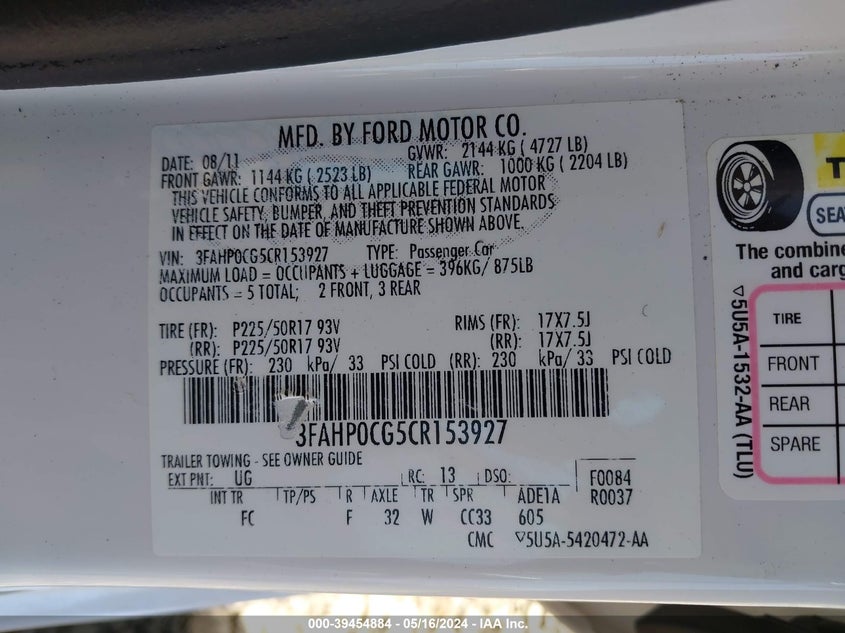 MFD. BY FORD MOTOR CO.
DATE: 08/11 GVWR: 2144 KG ( 4727 LB)
FRONT GAWR: 1144 KG ( 2523 LB) REAR GAWR: 1000 KG ( 2204 LB)
THIS VEHICLE CONFORMS TO ALL APPLICABLE FEDERAL MOTOR
VEHICLE SAFETY, BUMPER, AND THEFT PREVENTION STANDARDS
IN EFFECT ON THE DATE OF MANUFACTURE SHOWN ABOVE.
VIN: 3FAHP0CG5CR153927 TYPE: Passenger Car
MAXIMUM LOAD = OCCUPANTS + LUGGAGE = 396KG/ 875LB
OCCUPANTS = 5 TOTAL; 2 FRONT, 3 REAR
TIRE (FR): P225/50R17 93V RIMS (FR): 17X7.5J
(RR): P225/50R17 93V (RR): 17X7.5J
PRESSURE (FR): 230 kPa/ 33 PSI COLD (RR): 230 kPa/ 33 PSI COLD
3FAHP0CG5CR153927
TRAILER TOWING - SEE OWNER GUIDE
EXT PNT: UG RC: 13 DSO: F0084
INT TR TP/PS R AXLE TR SPR ADE1A R0037
FC F 32 W CC33 605
CMC ▽5U5A-5420472-AA
The combine
and carg
TIRE
FRONT
REAR
SPARE
▽5U5A-1532-AA (TLU)
000-39454884 - 05/16/2024 - IAA Inc.